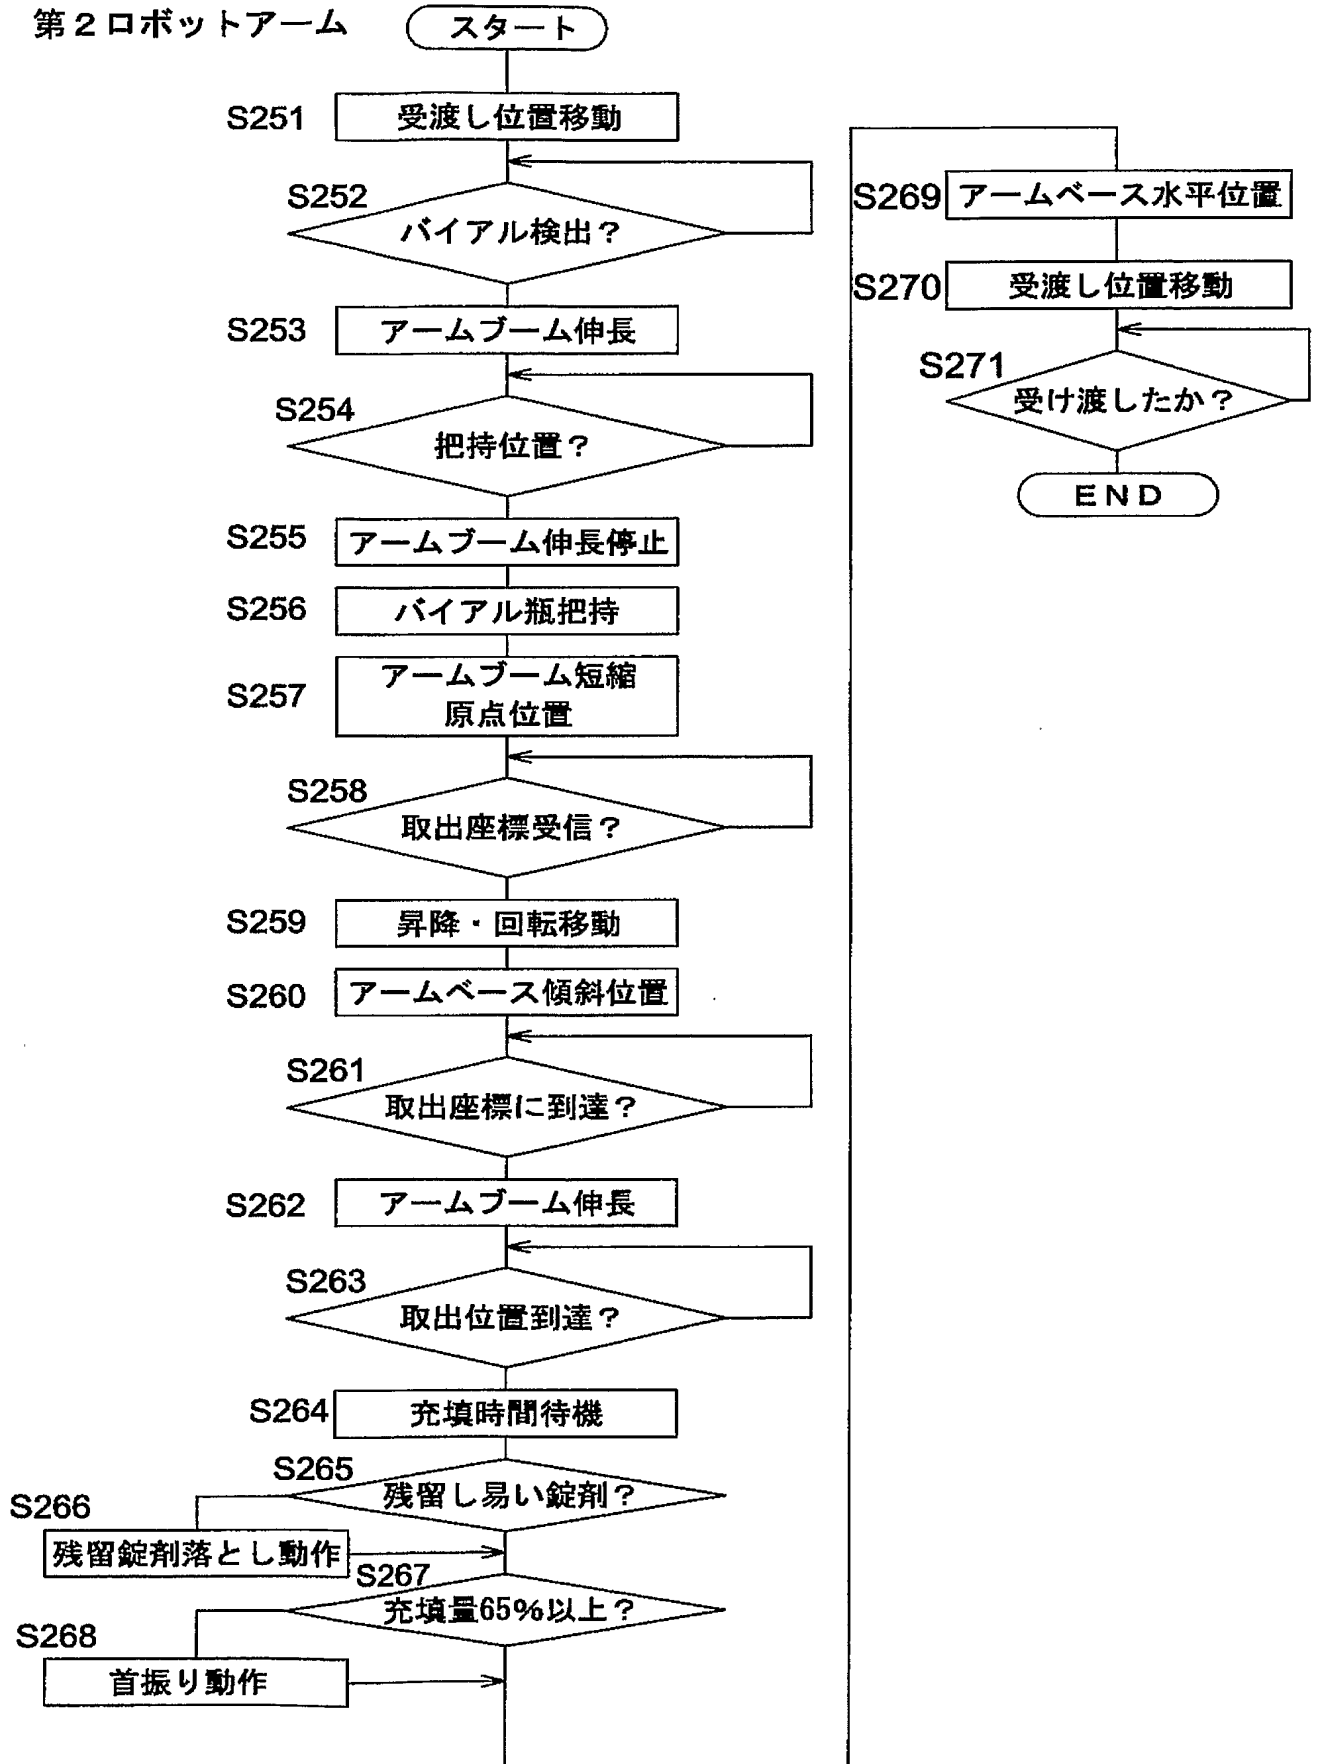 第2ロボットアーム
スタート
S251
受渡し位置移動
S252
バイアル検出？
S253
アームブーム伸長
S254
把持位置？
S255
アームブーム伸長停止
S256
バイアル瓶把持
S257
アームブーム短縮
原点位置
S258
取出座標受信？
S259
昇降・回転移動
S260
アームベース傾斜位置
S261
取出座標に到達？
S262
アームブーム伸長
S263
取出位置到達？
S264
充填時間待機
S265
残留し易い錠剤？
S266
残留錠剤落とし動作
S267
充填量65%以上？
S268
首振り動作
S269
アームベース水平位置
S270
受渡し位置移動
S271
受け渡したか？
END